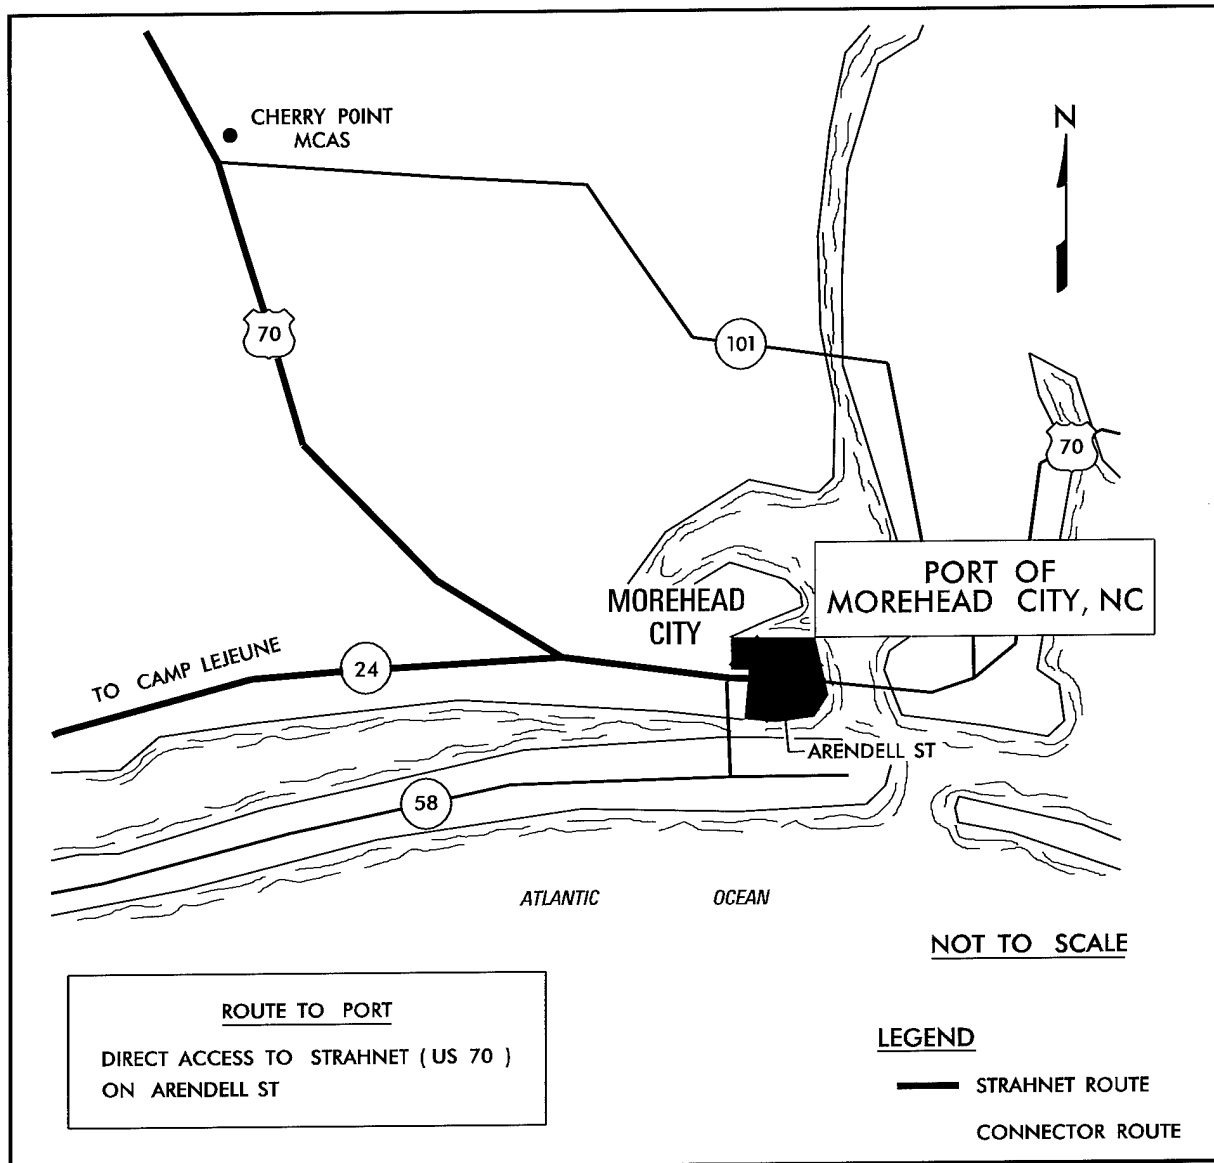 CHERRY POINT
MCAS
N
70
101
70
PORT OF
MOREHEAD CITY, NC
MOREHEAD
CITY
TO CAMP LEJEUNE
24
ARENDELL ST
58
ATLANTIC OCEAN
NOT TO SCALE
ROUTE TO PORT
DIRECT ACCESS TO STRAHNET ( US 70 )
ON ARENDELL ST
LEGEND
STRAHNET ROUTE
CONNECTOR ROUTE